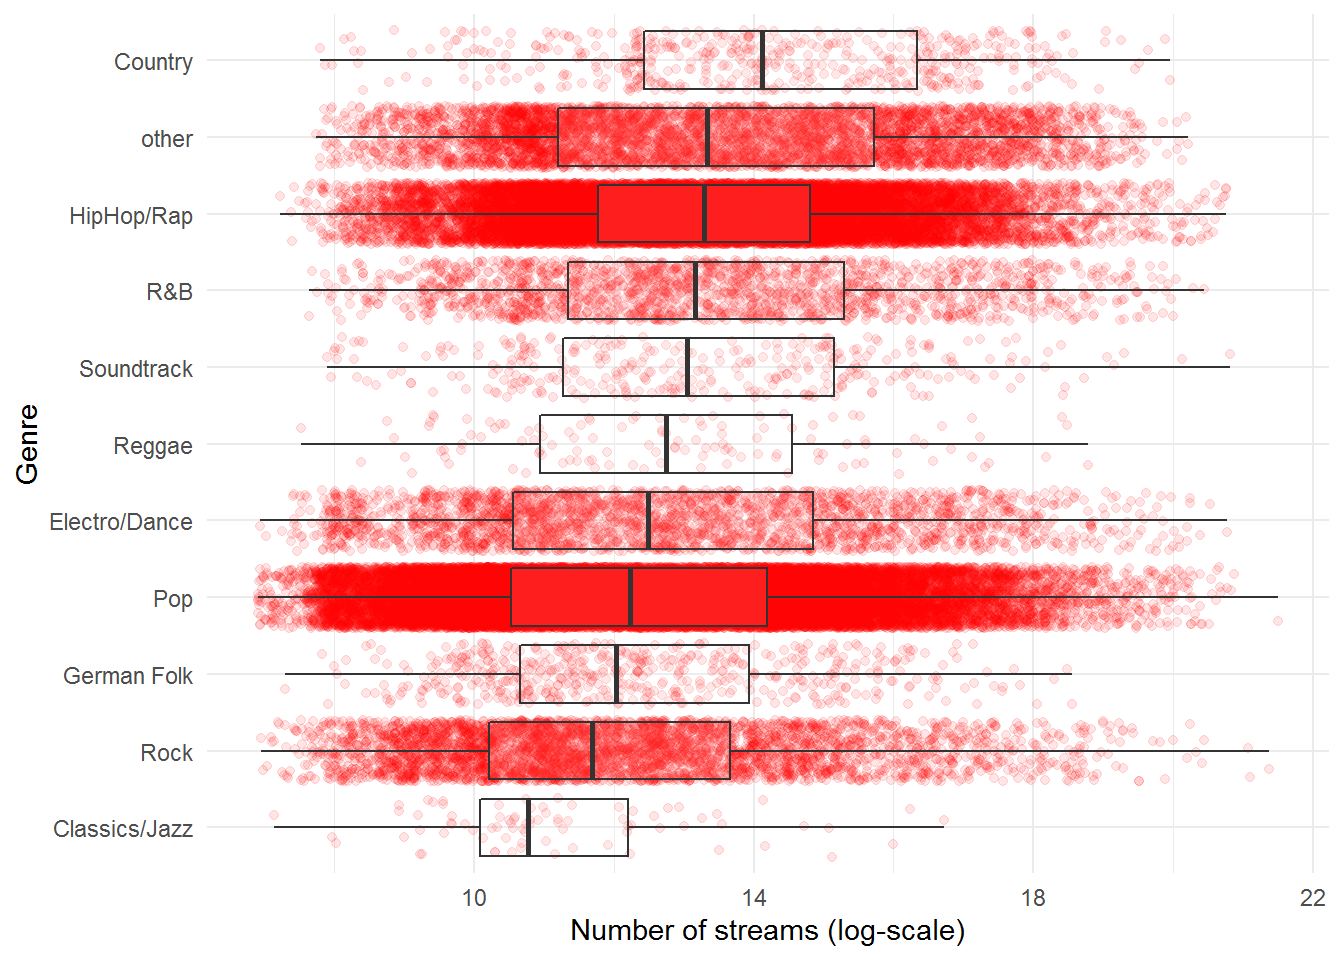 Genre
Country
other
HipHop/Rap
R&B
Soundtrack
Reggae
Electro/Dance
Pop
German Folk
Rock
Classics/Jazz
10 14 18 22
Number of streams (log-scale)